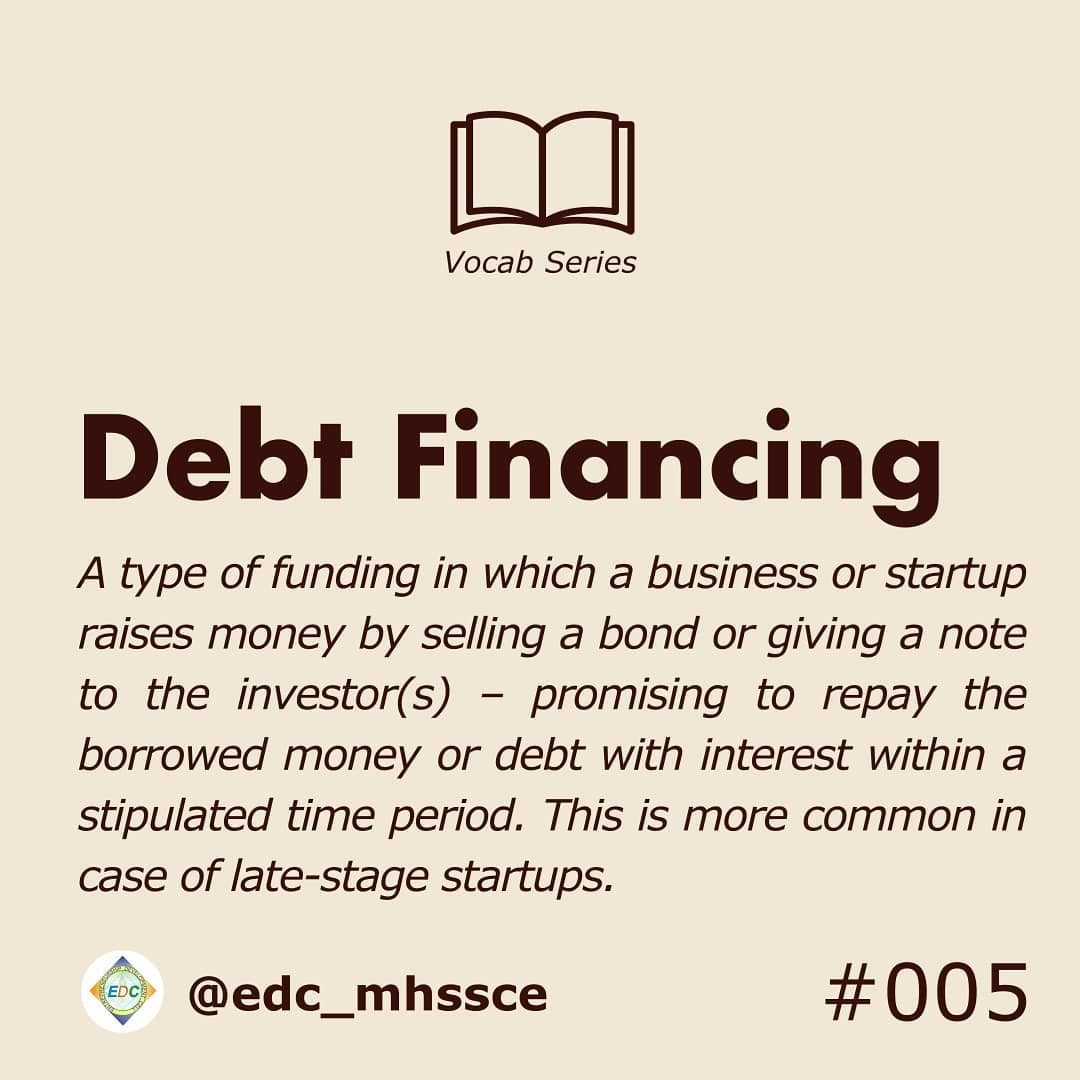 Vocab Series
Debt Financing
A type of funding in which a business or startup
raises money by selling a bond or giving a note
to the investor(s) – promising to repay the
borrowed money or debt with interest within a
stipulated time period. This is more common in
case of late-stage startups.
EDC
@edc_mhssce
#005